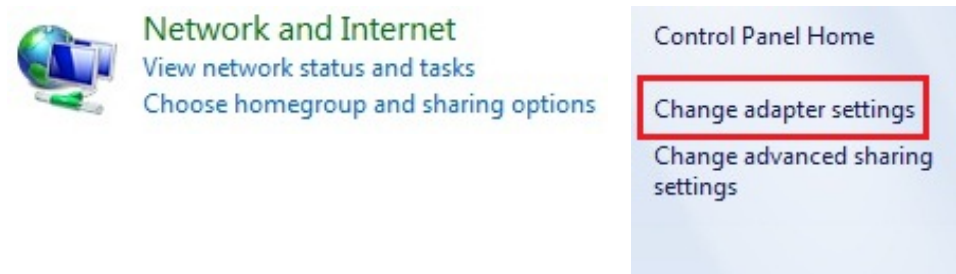 Network and Internet
View network status and tasks
Choose homegroup and sharing options
Control Panel Home
Change adapter settings
Change advanced sharing
settings